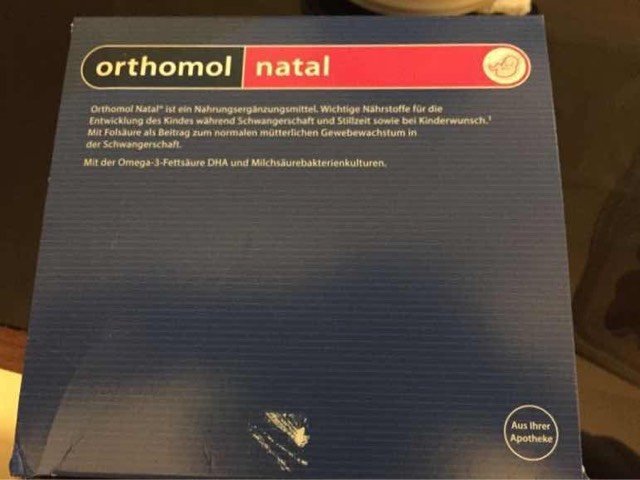 orthomol natal
Orthomol Natal® ist ein Nahrungsergänzungsmittel. Wichtige Nährstoffe für die
Entwicklung des Kindes während Schwangerschaft und Stillzeit sowie bei Kinderwunsch.¹
Mit Folsäure als Beitrag zum normalen mütterlichen Gewebewachstum in
der Schwangerschaft.
Mit der Omega-3-Fettsäure DHA und Milchsäurebakterienkulturen.
Aus Ihrer
Apotheke